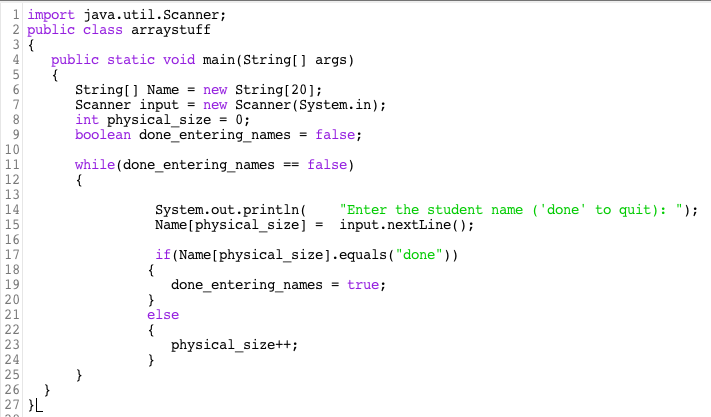 1 import java.util.Scanner;
2 public class arraystuff
3 {
4    public static void main(String[] args)
5    {
6       String[] Name = new String[20];
7       Scanner input = new Scanner(System.in);
8       int physical_size = 0;
9       boolean done_entering_names = false;
10
11       while(done_entering_names == false)
12       {
13
14                 System.out.println(    "Enter the student name ('done' to quit): ");
15                 Name[physical_size] =  input.nextLine();
16
17                 if(Name[physical_size].equals("done"))
18                {
19                   done_entering_names = true;
20                }
21                else
22                {
23                   physical_size++;
24                }
25       }
26   }
27 }